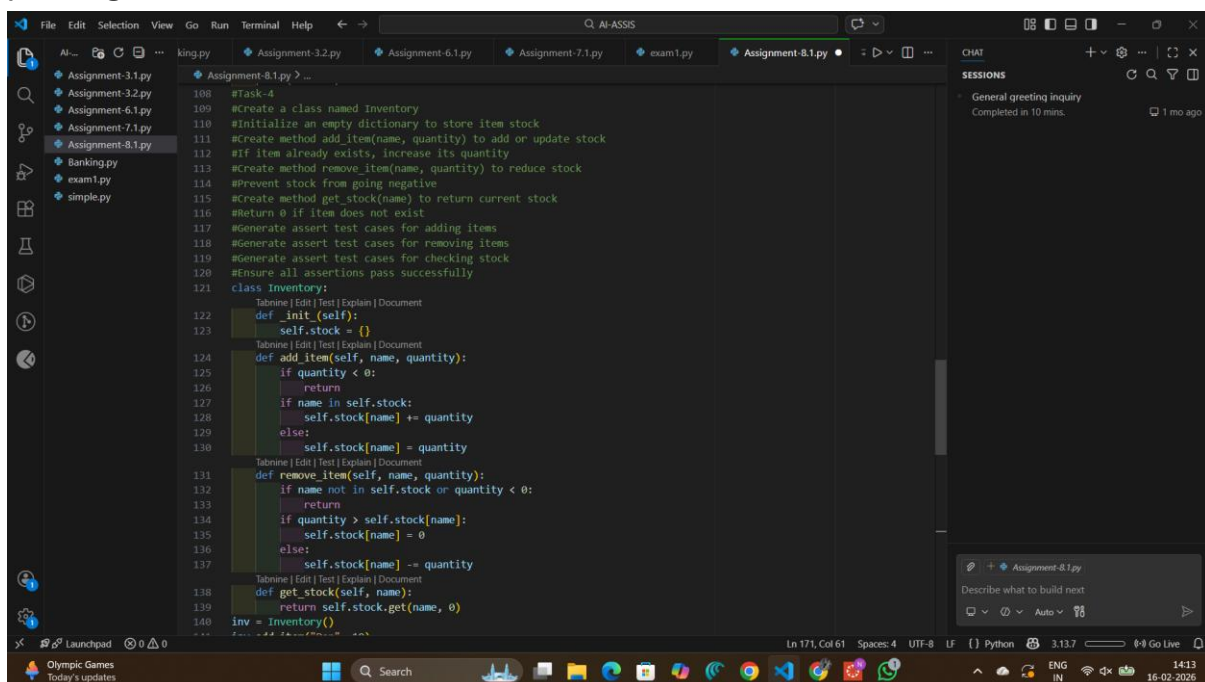 File Edit Selection View Go Run Terminal Help
AI-ASSIS
AI-...
king.py
Assignment-3.2.py
Assignment-6.1.py
Assignment-7.1.py
exam1.py
Assignment-8.1.py
Assignment-3.1.py
Assignment-3.2.py
Assignment-6.1.py
Assignment-7.1.py
Assignment-8.1.py
Banking.py
exam1.py
simple.py
Assignment-8.1.py > ...
108 #Task-4
109 #Create a class named Inventory
110 #Initialize an empty dictionary to store item stock
111 #Create method add_item(name, quantity) to add or update stock
112 #If item already exists, increase its quantity
113 #Create method remove_item(name, quantity) to reduce stock
114 #Prevent stock from going negative
115 #Create method get_stock(name) to return current stock
116 #Return 0 if item does not exist
117 #Generate assert test cases for adding items
118 #Generate assert test cases for removing items
119 #Generate assert test cases for checking stock
120 #Ensure all assertions pass successfully
121 class Inventory:
Tabnine | Edit | Test | Explain | Document
122 def _init_(self):
123 self.stock = {}
Tabnine | Edit | Test | Explain | Document
124 def add_item(self, name, quantity):
125 if quantity < 0:
126 return
127 if name in self.stock:
128 self.stock[name] += quantity
129 else:
130 self.stock[name] = quantity
Tabnine | Edit | Test | Explain | Document
131 def remove_item(self, name, quantity):
132 if name not in self.stock or quantity < 0:
133 return
134 if quantity > self.stock[name]:
135 self.stock[name] = 0
136 else:
137 self.stock[name] -= quantity
Tabnine | Edit | Test | Explain | Document
138 def get_stock(self, name):
139 return self.stock.get(name, 0)
140 inv = Inventory()
CHAT
SESSIONS
General greeting inquiry
Completed in 10 mins.
1 mo ago
Assignment-8.1.py
Describe what to build next
Auto
Launchpad 0 0 Ln 171, Col 61 Spaces: 4 UTF-8 LF {} Python 3.13.7 Go Live
Olympic Games
Today's updates
Search
ENG
IN
14:13
16-02-2026